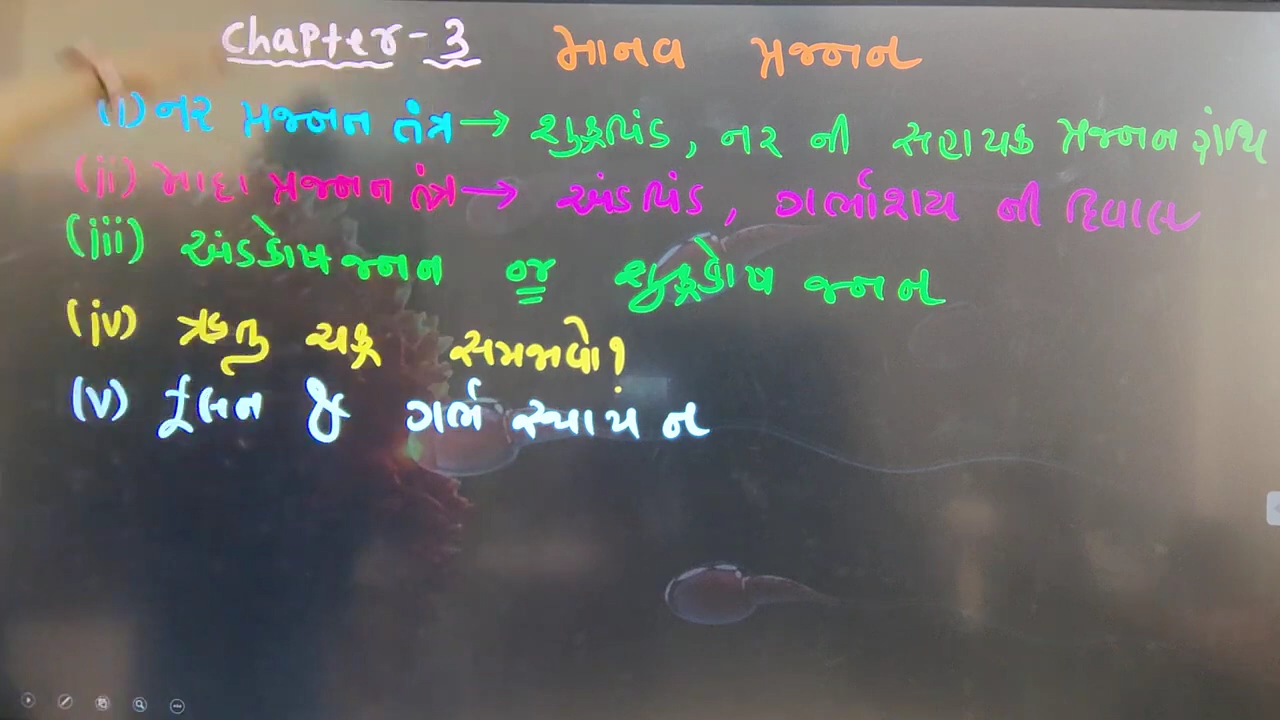 Chapter-3 માનવ પ્રજનન
(i) નર પ્રજનન તંત્ર → શુક્રપિંડ, નર ની સહાયક પ્રજનન ગ્રંથિ
(ii) માદા પ્રજનન તંત્ર → અંડપિંડ, ગર્ભાશય ની દિવાલ
(iii) અંડકોષજનન or શુક્રકોષ જનન
(iv) ઋતુ ચક્ર સમજાવો?
(v) ફલન & ગર્ભ સ્થાપન